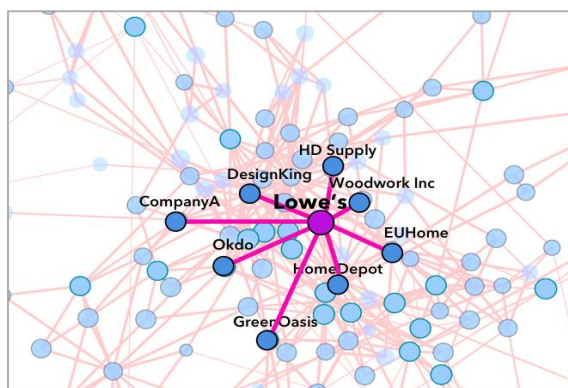 HD Supply
DesignKing
Woodwork Inc
Lowe's
CompanyA
EUHome
Okdo
HomeDepot
GreenOasis